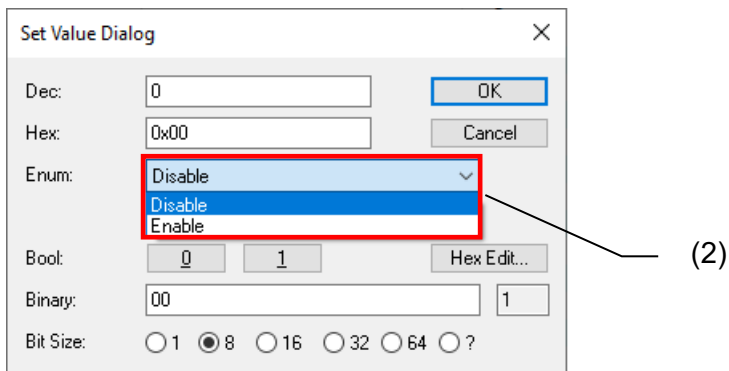 Set Value Dialog
Dec: 0 OK
Hex: 0x00 Cancel
Enum: Disable
Disable
Enable
(2)
Bool: 0 1 Hex Edit...
Binary: 00 1
Bit Size: 1 8 16 32 64 ?